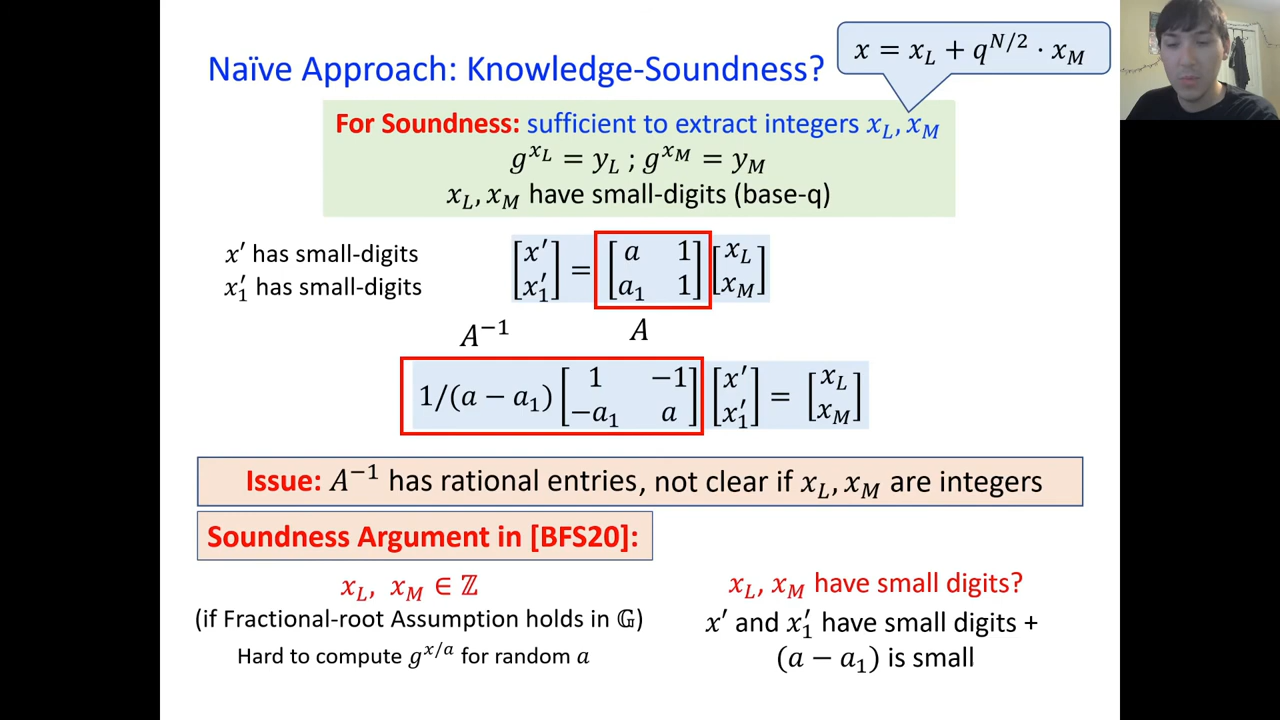 x = x_L + q^{N/2} · x_M
Naïve Approach: Knowledge-Soundness?
For Soundness: sufficient to extract integers x_L, x_M
g^{x_L} = y_L ; g^{x_M} = y_M
x_L, x_M have small-digits (base-q)
x′ has small-digits
x′_1 has small-digits
[x′ x′_1] = [a 1 a_1 1] [x_L x_M]
A^{−1} A
1/(a − a_1) [1 −1 −a_1 a] [x′ x′_1] = [x_L x_M]
Issue: A^{−1} has rational entries, not clear if x_L, x_M are integers
Soundness Argument in [BFS20]:
x_L, x_M ∈ ℤ
(if Fractional-root Assumption holds in 𝔾)
Hard to compute g^{x/a} for random a
x_L, x_M have small digits?
x′ and x′_1 have small digits +
(a − a_1) is small